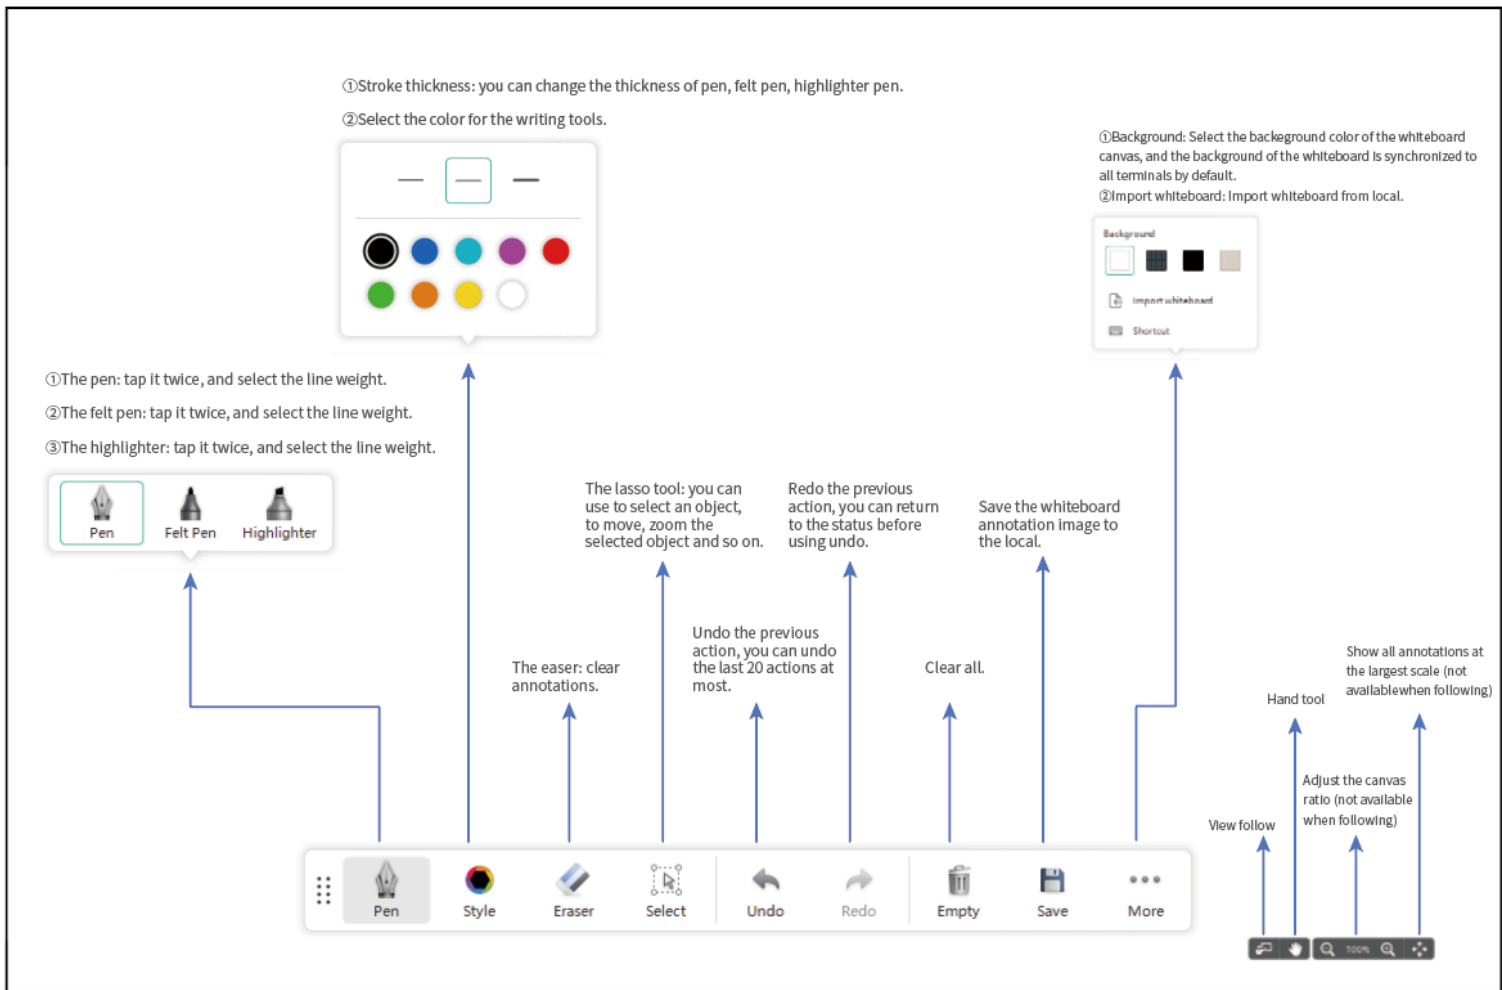 ①Stroke thickness: you can change the thickness of pen, felt pen, highlighter pen.
②Select the color for the writing tools.
①Background: Select the backeground color of the whiteboard
canvas, and the background of the whiteboard is synchronized to
all terminals by default.
②Import whiteboard: Import whiteboard from local.
Background
Import whiteboard
Shortcut
①The pen: tap it twice, and select the line weight.
②The felt pen: tap it twice, and select the line weight.
③The highlighter: tap it twice, and select the line weight.
Pen
Felt Pen
Highlighter
The lasso tool: you can
use to select an object,
to move, zoom the
selected object and so on.
Redo the previous
action, you can return
to the status before
using undo.
Save the whiteboard
annotation image to
the local.
The easer: clear
annotations.
Undo the previous
action, you can undo
the last 20 actions at
most.
Clear all.
Show all annotations at
the largest scale (not
availablewhen following)
Hand tool
Adjust the canvas
ratio (not available
when following)
View follow
Pen
Style
Eraser
Select
Undo
Redo
Empty
Save
More
100%